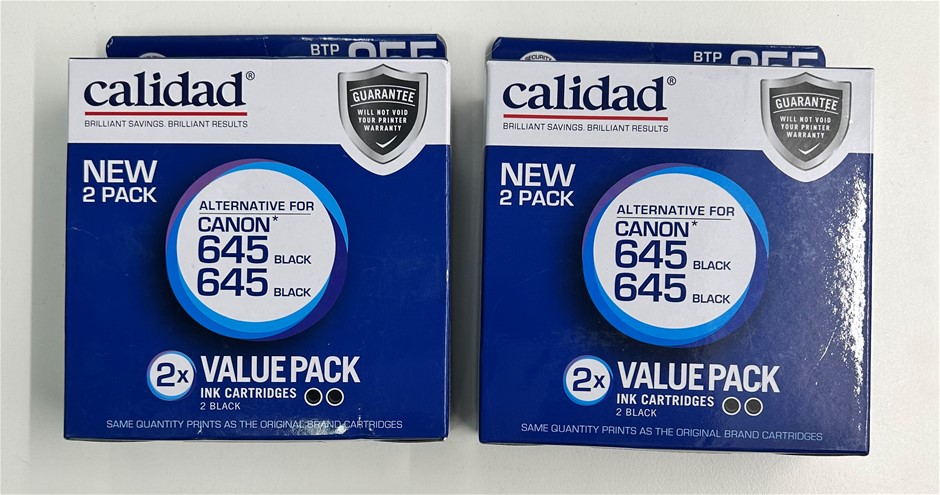 BTP 955
calidad®
BRILLIANT SAVINGS. BRILLIANT RESULTS
GUARANTEE
WILL NOT VOID
YOUR PRINTER
WARRANTY
NEW
2 PACK
ALTERNATIVE FOR
CANON*
645 BLACK
645 BLACK
2x VALUE PACK
INK CARTRIDGES
2 BLACK
SAME QUANTITY PRINTS AS THE ORIGINAL BRAND CARTRIDGES
SECURITY
BTP
calidad®
BRILLIANT SAVINGS. BRILLIANT RESULTS
GUARANTEE
WILL NOT VOID
YOUR PRINTER
WARRANTY
NEW
2 PACK
ALTERNATIVE FOR
CANON*
645 BLACK
645 BLACK
2x VALUE PACK
INK CARTRIDGES
2 BLACK
SAME QUANTITY PRINTS AS THE ORIGINAL BRAND CARTRIDGES